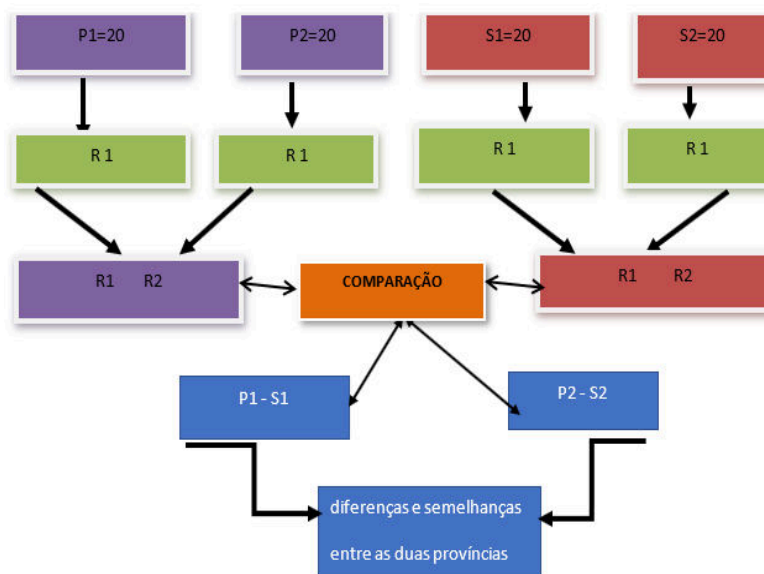 P1=20
P2=20
S1=20
S2=20
R 1
R 1
R 1
R 1
R1 R2
COMPARAÇÃO
R1 R2
P1 - S1
P2 - S2
diferenças e semelhanças
entre as duas províncias